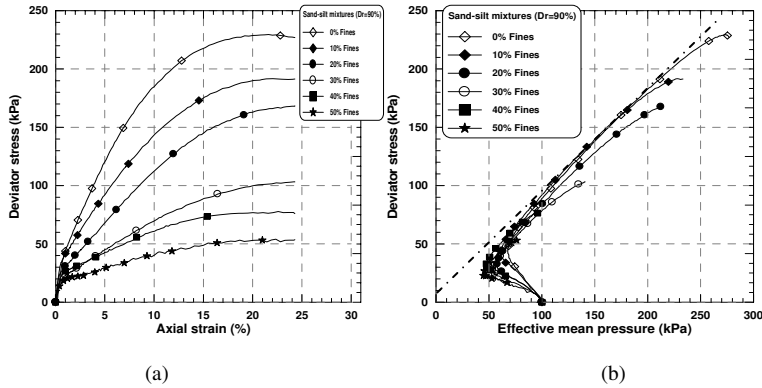 250
200
150
100
50
0
Deviator stress (kPa)
0 5 10 15 20 25 30
Axial strain (%)
Sand-silt mixtures (Dr=90%)
0% Fines
10% Fines
20% Fines
30% Fines
40% Fines
50% Fines
(a)
250
200
150
100
50
0
Deviator stress (kPa)
0 50 100 150 200 250 300
Effective mean pressure (kPa)
Sand-silt mixtures (Dr=90%)
0% Fines
10% Fines
20% Fines
30% Fines
40% Fines
50% Fines
(b)